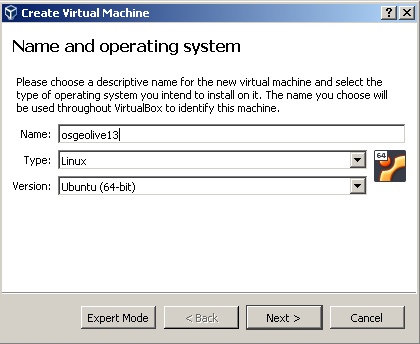 Create Virtual Machine
Name and operating system
Please choose a descriptive name for the new virtual machine and select the
type of operating system you intend to install on it. The name you choose will
be used throughout VirtualBox to identify this machine.
Name: osgeolive13
Type: Linux
64
Version: Ubuntu (64-bit)
Expert Mode < Back Next > Cancel